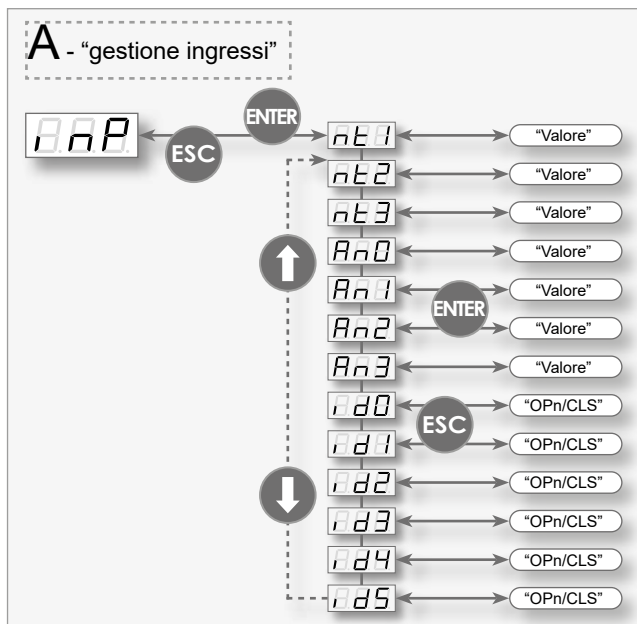 A - “gestione ingressi”
ENTER
inP
ESC
nt1 “Valore”
nt2 “Valore”
nt3 “Valore”
An0 “Valore”
An1 “Valore”
ENTER
An2 “Valore”
An3 “Valore”
id0 “OPn/CLS”
ESC
id1 “OPn/CLS”
id2 “OPn/CLS”
id3 “OPn/CLS”
id4 “OPn/CLS”
id5 “OPn/CLS”